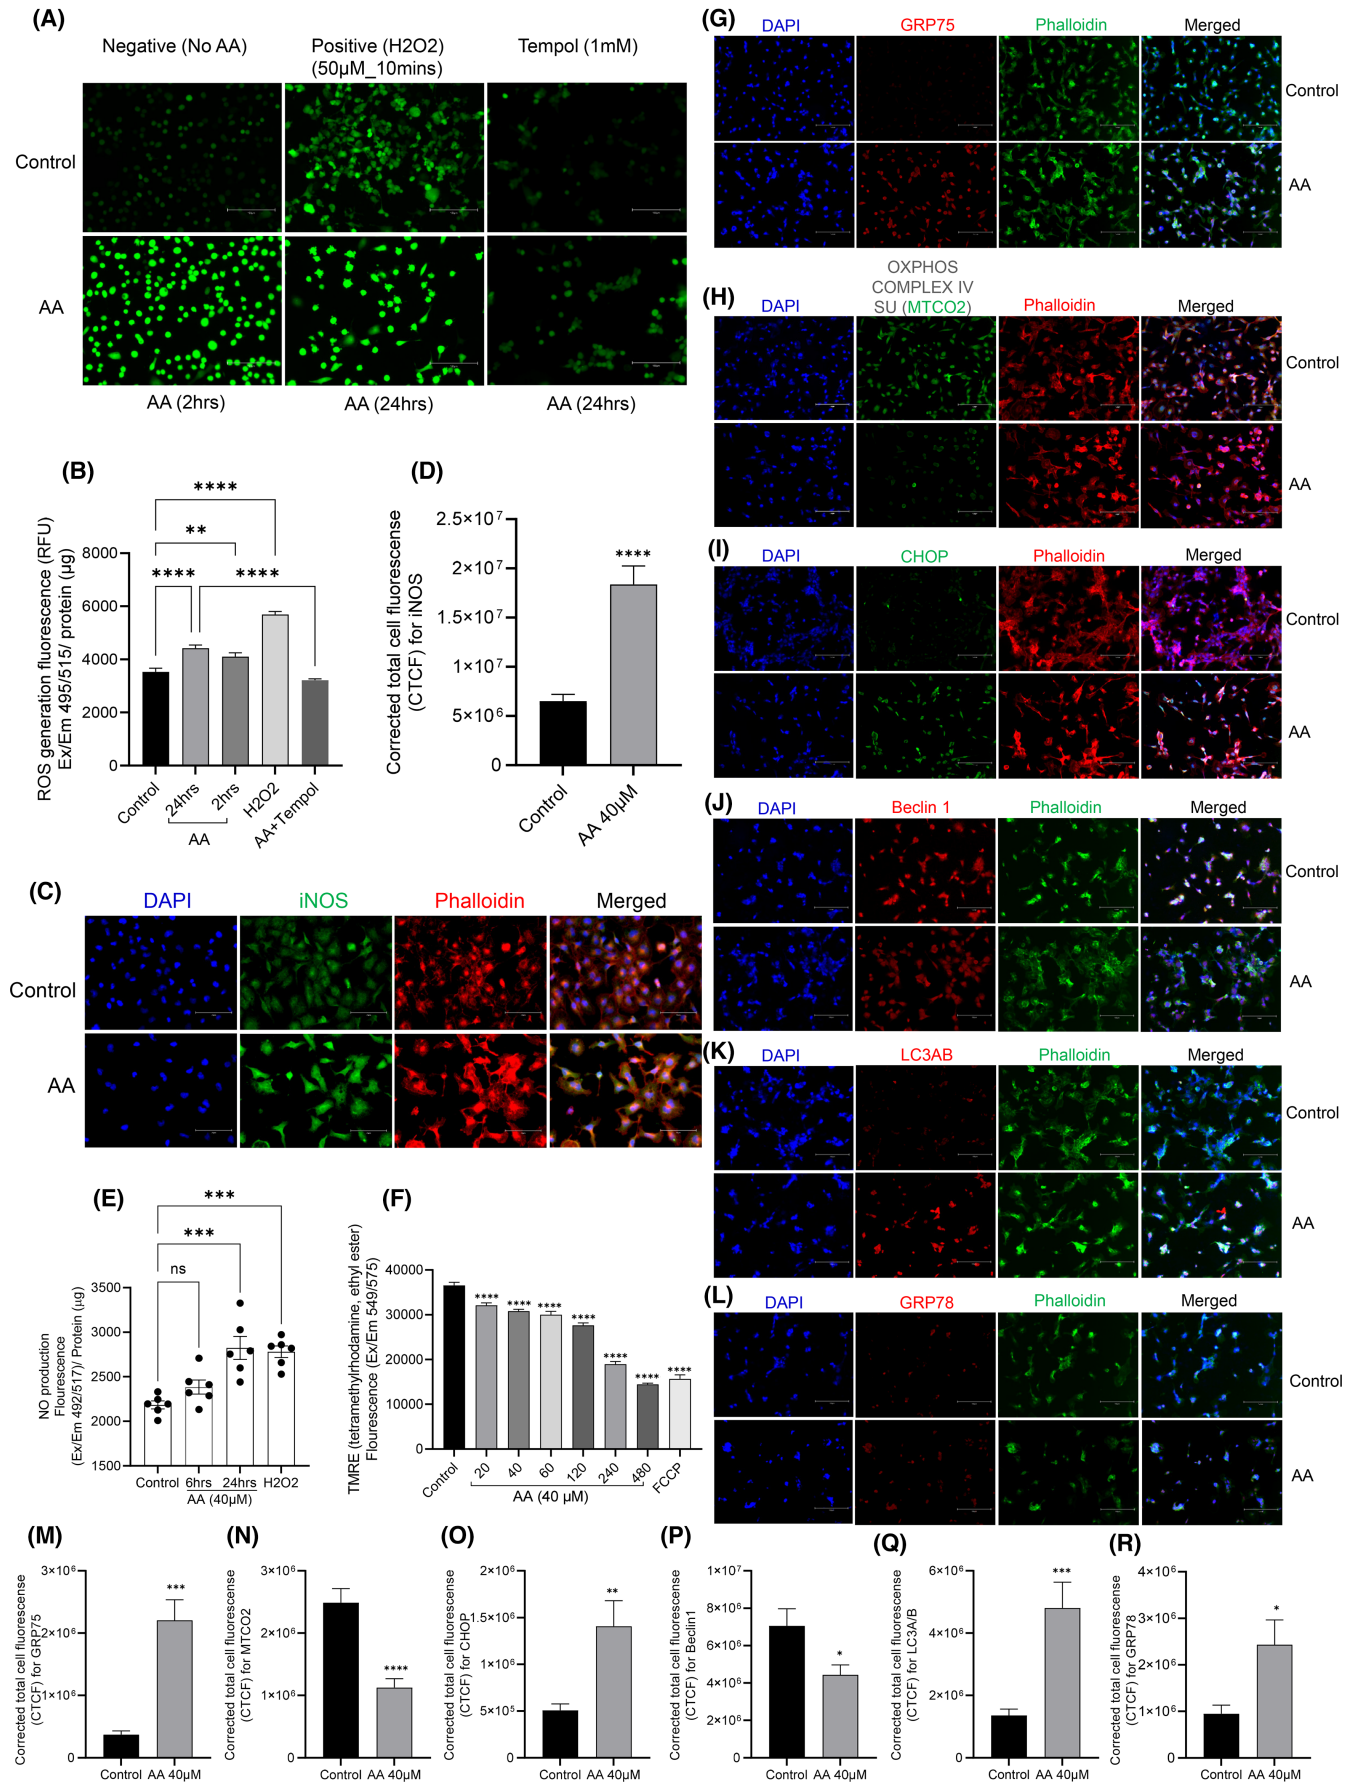 (A)
Negative (No AA)
Positive (H2O2)
(50µM_10mins)
Tempol (1mM)
Control
AA
AA (2hrs)
AA (24hrs)
AA (24hrs)
(B)
ROS generation fluorescence (RFU)
Ex/Em 495/515/ protein (µg)
8000
6000
4000
2000
0
****
**
****
****
Control
24hrs
2hrs
H2O2
AA+Tempol
AA
(D)
Corrected total cell fluorescense
(CTCF) for iNOS
2.5×10⁷
2×10⁷
1.5×10⁷
1×10⁷
5×10⁶
0
****
Control
AA 40µM
(C)
DAPI
iNOS
Phalloidin
Merged
Control
AA
(E)
NO production
Flourescence
(Ex/Em 492/517)/ Protein (µg)
3500
3000
2500
2000
1500
***
***
ns
Control
6hrs
24hrs
H2O2
AA (40µM)
(F)
TMRE (tetramethylrhodamine, ethyl ester)
Flourescence (Ex/Em 549/575)
40000
30000
20000
10000
0
****
****
****
****
****
****
****
Control
20
40
60
120
240
480
FCCP
AA (40 µM)
(G)
DAPI
GRP75
Phalloidin
Merged
Control
AA
(H)
DAPI
OXPHOS
COMPLEX IV
SU (MTCO2)
Phalloidin
Merged
Control
AA
(I)
DAPI
CHOP
Phalloidin
Merged
Control
AA
(J)
DAPI
Beclin 1
Phalloidin
Merged
Control
AA
(K)
DAPI
LC3AB
Phalloidin
Merged
Control
AA
(L)
DAPI
GRP78
Phalloidin
Merged
Control
AA
(M)
Corrected total cell fluorescense
(CTCF) for GRP75
3×10⁶
2×10⁶
1×10⁶
0
***
Control AA 40µM
(N)
Corrected total cell fluorescense
(CTCF) for MTCO2
3×10⁶
2×10⁶
1×10⁶
0
****
Control AA 40µM
(O)
Corrected total cell fluorescense
(CTCF) for CHOP
2×10⁶
1.5×10⁶
1×10⁶
5×10⁵
0
**
Control AA 40µM
(P)
Corrected total cell fluorescense
(CTCF) for Beclin1
1×10⁷
8×10⁶
6×10⁶
4×10⁶
2×10⁶
0
*
Control AA 40µM
(Q)
Corrected total cell fluorescense
(CTCF) for LC3A/B
6×10⁶
4×10⁶
2×10⁶
0
***
Control AA 40µM
(R)
Corrected total cell fluorescense
(CTCF) for GRP78
4×10⁶
3×10⁶
2×10⁶
1×10⁶
0
*
Control AA 40µM